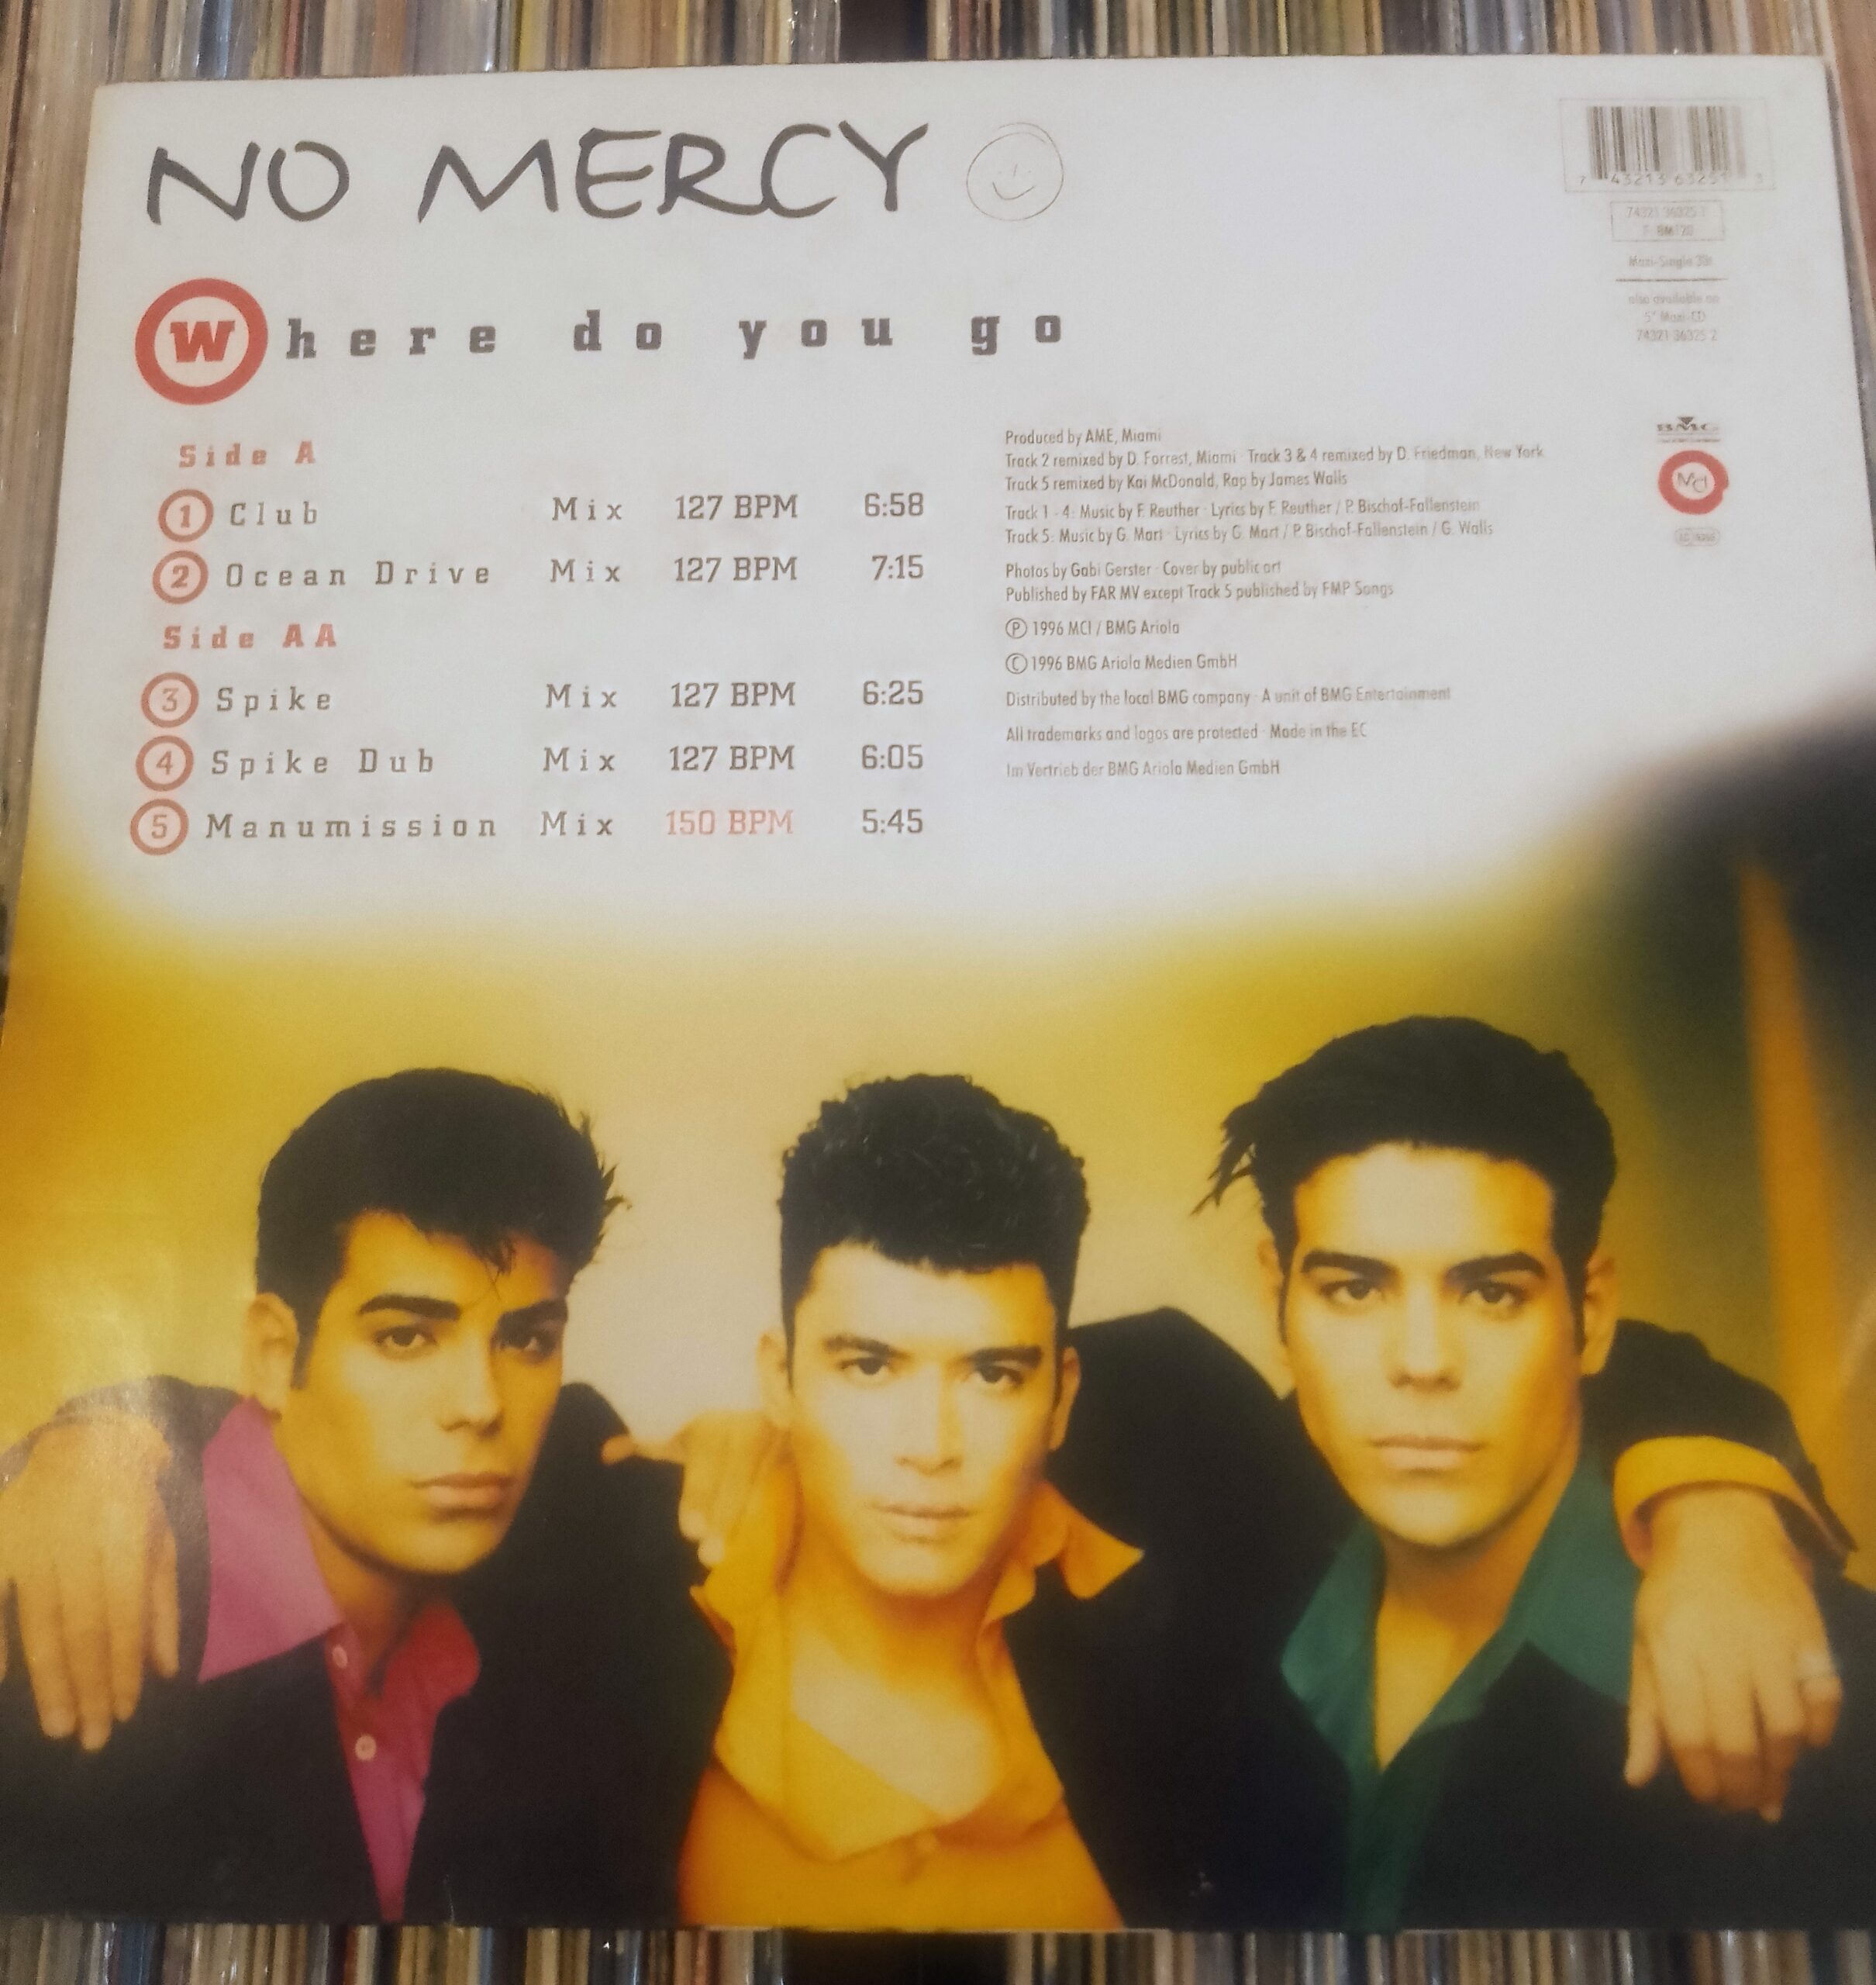 NO MERCY
Where do you go
Side A
1 Club Mix 127 BPM 6:58
2 Ocean Drive Mix 127 BPM 7:15
Side AA
3 Spike Mix 127 BPM 6:25
4 Spike Dub Mix 127 BPM 6:05
5 Manumission Mix 150 BPM 5:45
Produced by AME, Miami
Track 2 remixed by D. Forrest, Miami · Track 3 & 4 remixed by D. Friedman, New York
Track 5 remixed by Kai McDonald, Rap by James Walls
Track 1 - 4: Music by F. Reuther · Lyrics by F. Reuther / P. Bischof-Fallenstein
Track 5: Music by G. Mart · Lyrics by G. Mart / P. Bischof-Fallenstein / G. Walls
Photos by Gabi Gerster · Cover by public art
Published by FAR MV except Track 5 published by FMP Songs
Ⓟ 1996 MCI / BMG Ariola
© 1996 BMG Ariola Medien GmbH
Distributed by the local BMG company · A unit of BMG Entertainment
All trademarks and logos are protected · Made in the EC
Im Vertrieb der BMG Ariola Medien GmbH
7 43213 63251
74321 36325 1
Maxi-Single
also available on
5" Maxi-CD
74321 36325 2
BMG
MCI